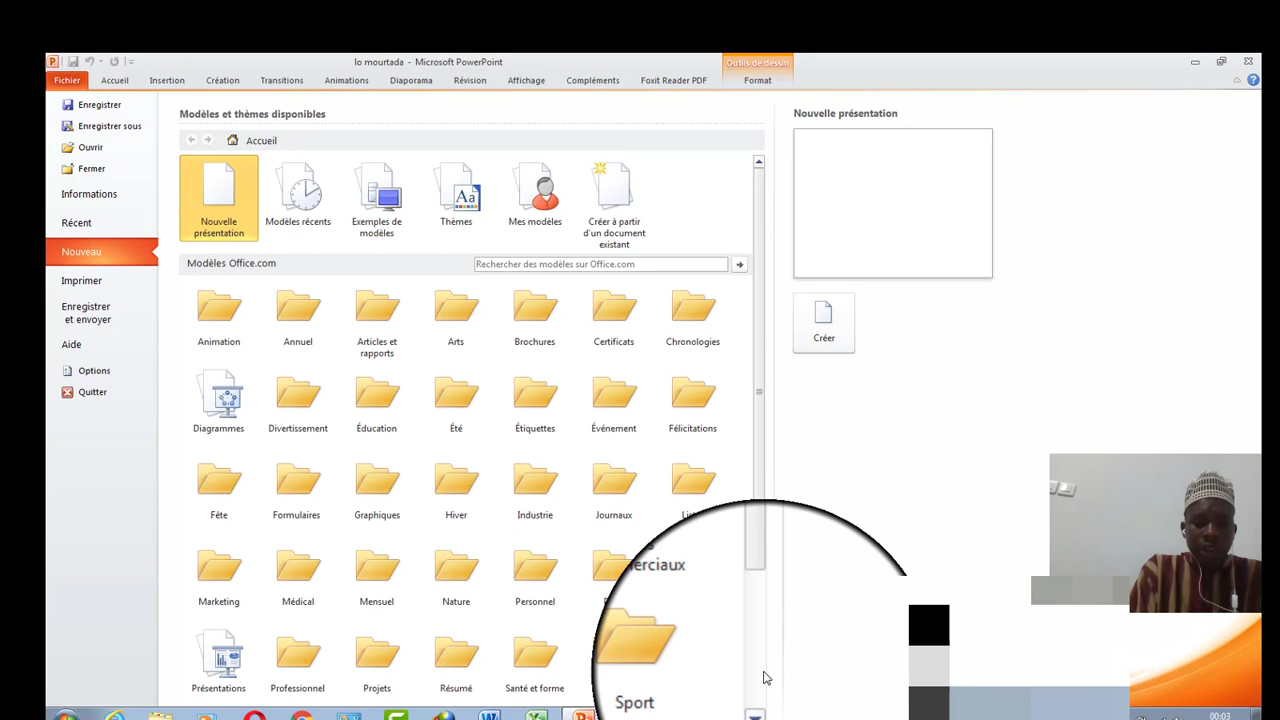 lo mourtada - Microsoft PowerPoint
Outils de dessin
Fichier
Accueil
Insertion
Création
Transitions
Animations
Diaporama
Révision
Affichage
Compléments
Foxit Reader PDF
Format
Enregistrer
Enregistrer sous
Ouvrir
Fermer
Informations
Récent
Nouveau
Imprimer
Enregistrer
et envoyer
Aide
Options
Quitter
Modèles et thèmes disponibles
Accueil
Nouvelle
présentation
Modèles récents
Exemples de
modèles
Thèmes
Mes modèles
Créer à partir
d'un document
existant
Modèles Office.com
Rechercher des modèles sur Office.com
Animation
Annuel
Articles et
rapports
Arts
Brochures
Certificats
Chronologies
Diagrammes
Divertissement
Éducation
Été
Étiquettes
Événement
Félicitations
Fête
Formulaires
Graphiques
Hiver
Industrie
Journaux
erciaux
Marketing
Médical
Mensuel
Nature
Personnel
Présentations
Professionnel
Projets
Résumé
Santé et forme
Sport
Nouvelle présentation
Créer
00:03